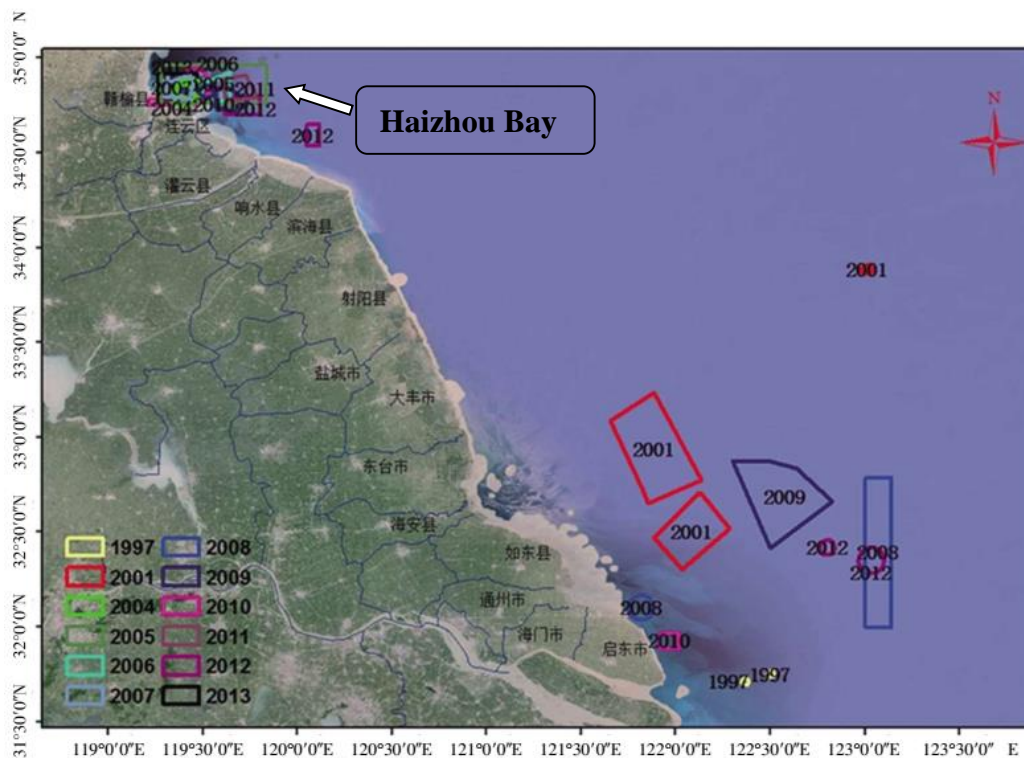 35°0′0″ N
34°30′0″N
34°0′0″N
33°30′0″N
33°0′0″N
32°30′0″N
32°0′0″N
31°30′0″N
2013
2006
2007
2005
2011
赣榆县
2004
2010
2012
连云区
Haizhou Bay
2012
N
灌云县
响水县
滨海县
2001
射阳县
盐城市
大丰市
2001
东台市
2009
海安县
2001
2012
2008
如东县
2012
通州市
2008
海门市
启东市
2010
1997
1997
1997
2008
2001
2009
2004
2010
2005
2011
2006
2012
2007
2013
119°0′0″E
119°30′0″E
120°0′0″E
120°30′0″E
121°0′0″E
121°30′0″E
122°0′0″E
122°30′0″E
123°0′0″E
123°30′0″ E